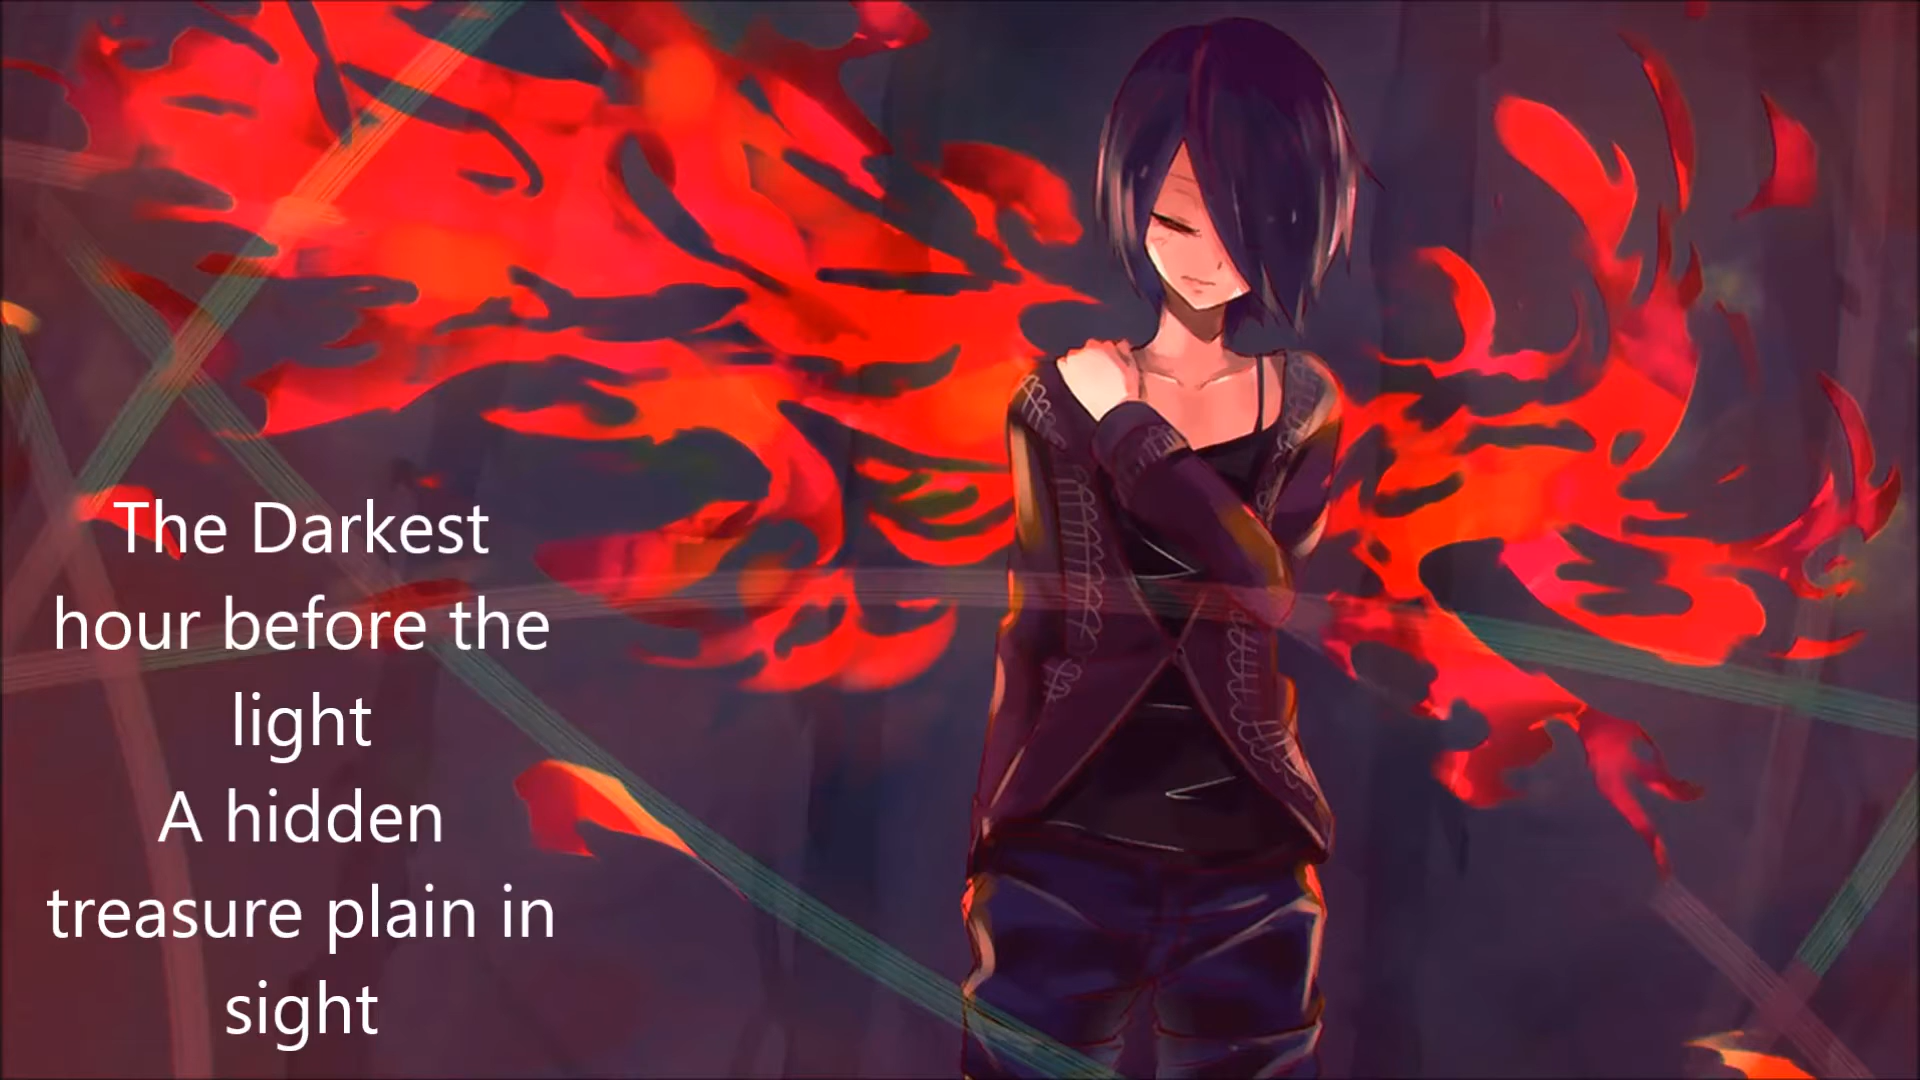 The Darkest
hour before the
light
A hidden
treasure plain in
sight